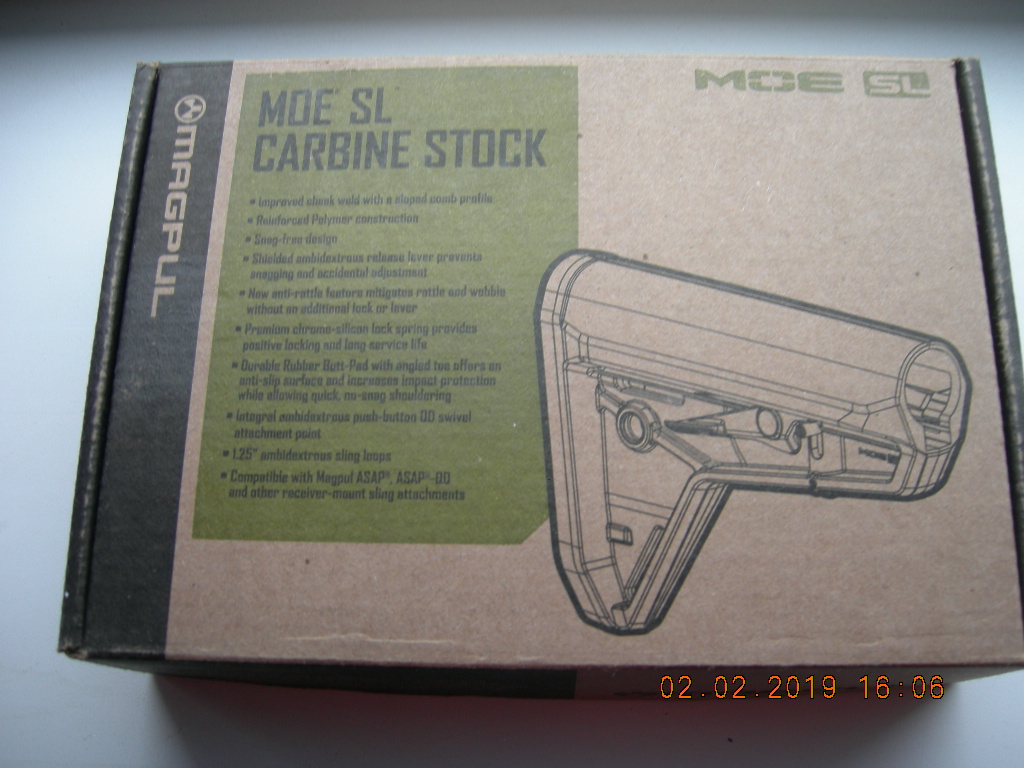 MAGPUL
MOE® SL™
CARBINE STOCK
MOE SL
▪ Improved cheek weld with a sloped comb profile
▪ Reinforced Polymer construction
▪ Snag-free design
▪ Shielded ambidextrous release lever prevents
snagging and accidental adjustment
▪ New anti-rattle feature mitigates rattle and wobble
without an additional lock or lever
▪ Premium chrome-silicon lock spring provides
positive locking and long service life
▪ Durable Rubber Butt-Pad with angled toe offers an
anti-slip surface and increases impact protection
while allowing quick, no-snag shouldering
▪ Integral ambidextrous push-button QD swivel
attachment point
▪ 1.25" ambidextrous sling loops
▪ Compatible with Magpul ASAP®, ASAP®-QD
and other receiver-mount sling attachments
MOE SL
02.02.2019 16:06